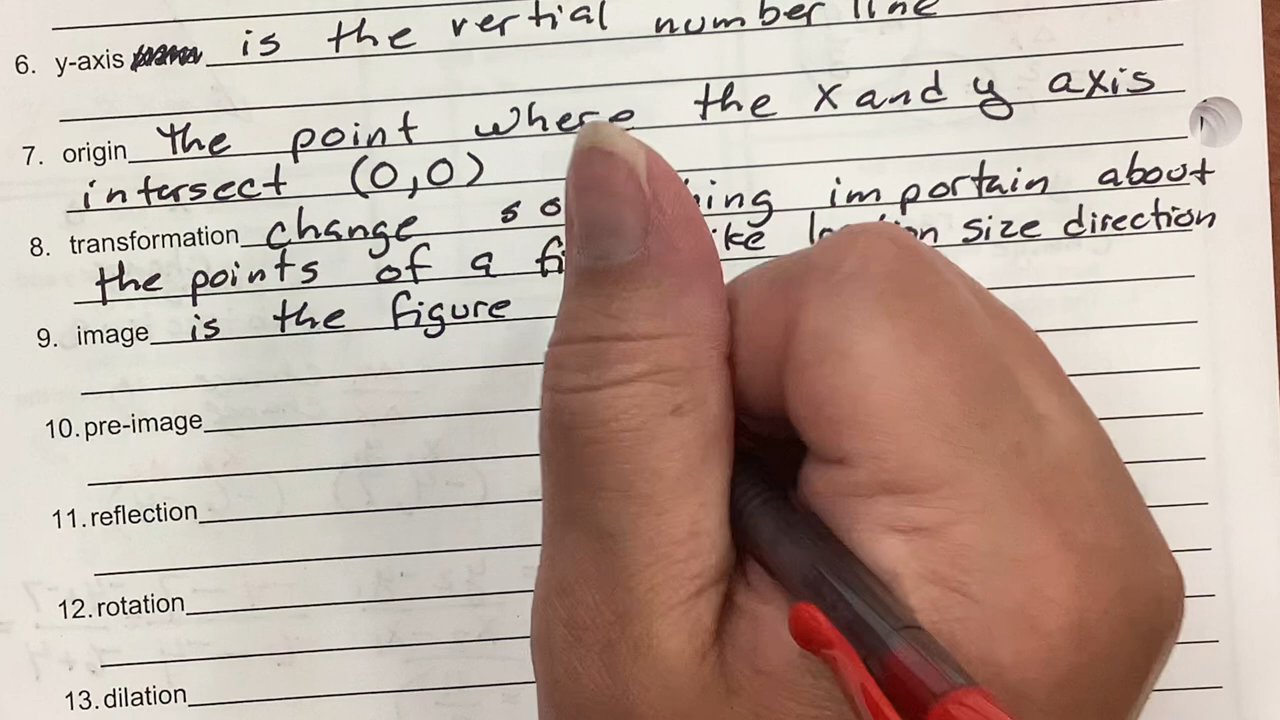 6. y-axis is the vertial number line
7. origin the point where the x and y axis
intersect (0,0)
8. transformation change importain about
the points of a size direction
9. image is the figure
10. pre-image
11. reflection
12. rotation
13. dilation